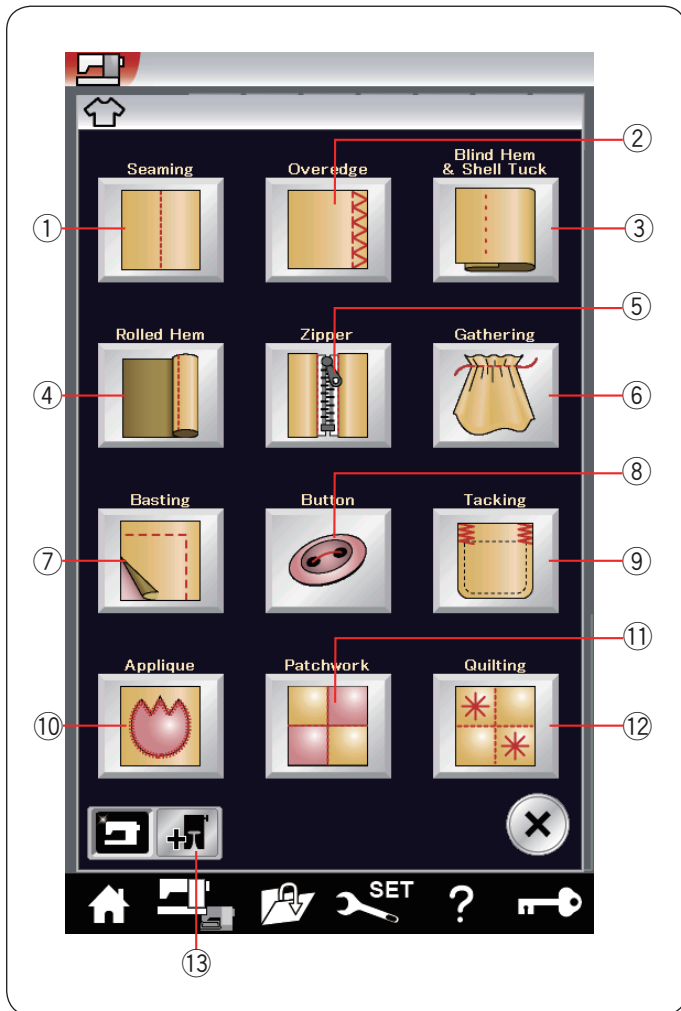 ②
Seaming Overedge Blind Hem
& Shell Tuck
① ③
⑤
Rolled Hem Zipper Gathering
④ ⑥
⑧
Basting Button Tacking
⑦ ⑨
⑪
Applique Patchwork Quilting
⑩ ⑫
SET
?
⑬